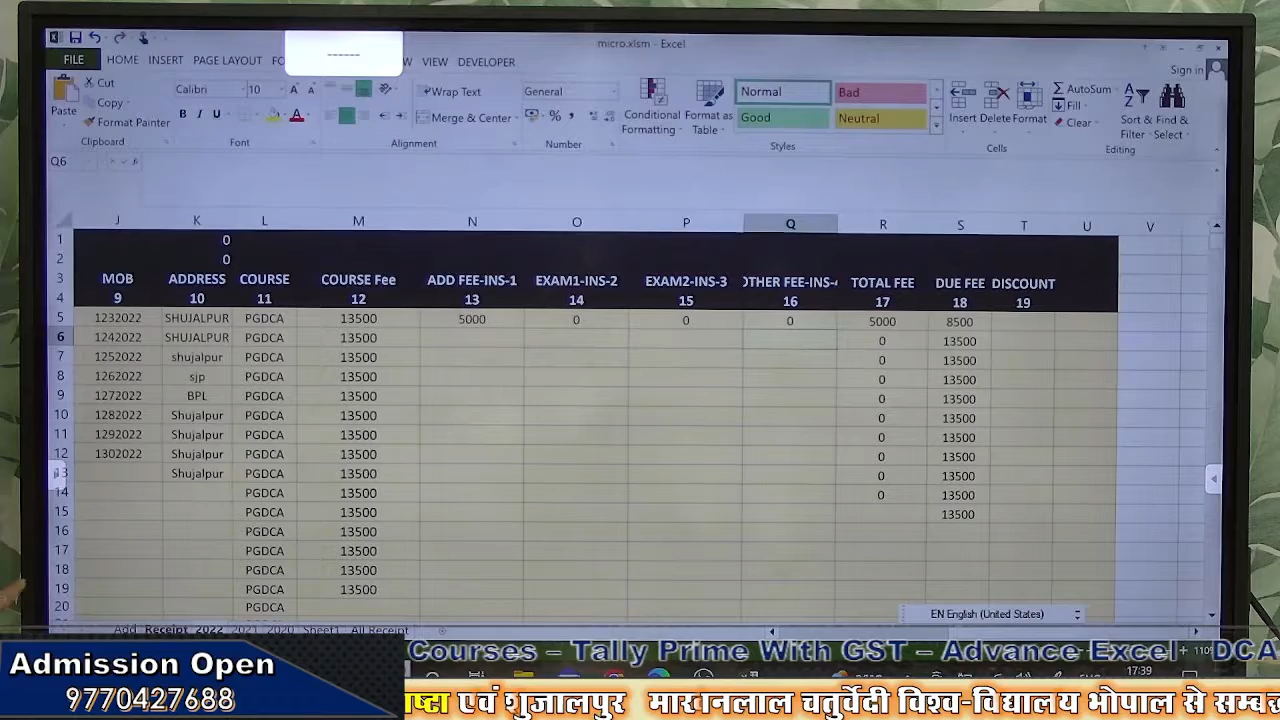 micro.xlsm - Excel
FILE HOME INSERT PAGE LAYOUT VIEW DEVELOPER Sign in
Cut
Copy
Format Painter
Paste
Calibri 10
Wrap Text
Merge & Center
General
Conditional Formatting
Format as Table
Normal Bad
Good Neutral
Insert Delete Format
AutoSum
Fill
Clear
Sort & Filter
Find & Select
Clipboard Font Alignment Number Styles Cells Editing
Q6
J K L M N O P Q R S T U V
1 0
2 0
3 MOB ADDRESS COURSE COURSE Fee ADD FEE-INS-1 EXAM1-INS-2 EXAM2-INS-3 OTHER FEE-INS-4 TOTAL FEE DUE FEE DISCOUNT
4 9 10 11 12 13 14 15 16 17 18 19
5 1232022 SHUJALPUR PGDCA 13500 5000 0 0 0 5000 8500
6 1242022 SHUJALPUR PGDCA 13500 0 13500
7 1252022 shujalpur PGDCA 13500 0 13500
8 1262022 sjp PGDCA 13500 0 13500
9 1272022 BPL PGDCA 13500 0 13500
10 1282022 Shujalpur PGDCA 13500 0 13500
11 1292022 Shujalpur PGDCA 13500 0 13500
12 1302022 Shujalpur PGDCA 13500 0 13500
13 Shujalpur PGDCA 13500 0 13500
14 PGDCA 13500 0 13500
15 PGDCA 13500 13500
16 PGDCA 13500
17 PGDCA 13500
18 PGDCA 13500
19 PGDCA 13500
20 PGDCA
EN English (United States)
Add Receipt 2022 2021 2020 Sheet1 All Receipt
110%
17:39
Courses – Tally Prime With GST – Advance Excel- DCA
Admission Open
9770427688
एवं शुजालपुर माखनलाल चतुर्वेदी विश्व-विद्यालय भोपाल से सम्ब